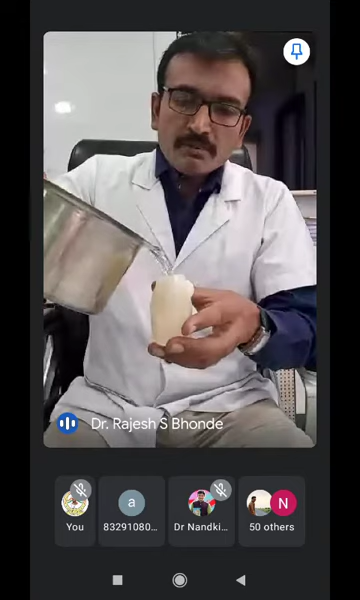 Dr. Rajesh S Bhonde
You
83291080...
Dr Nandki...
50 others
a
N